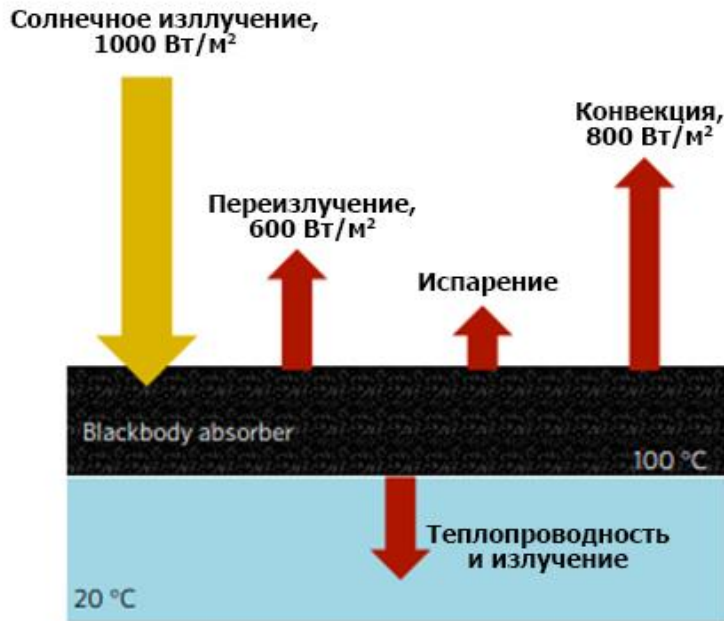 Солнечное изллучение,
1000 Вт/м²
Конвекция,
800 Вт/м²
Переизлучение,
600 Вт/м²
Испарение
Blackbody absorber
100 °C
Теплопроводность
и излучение
20 °C